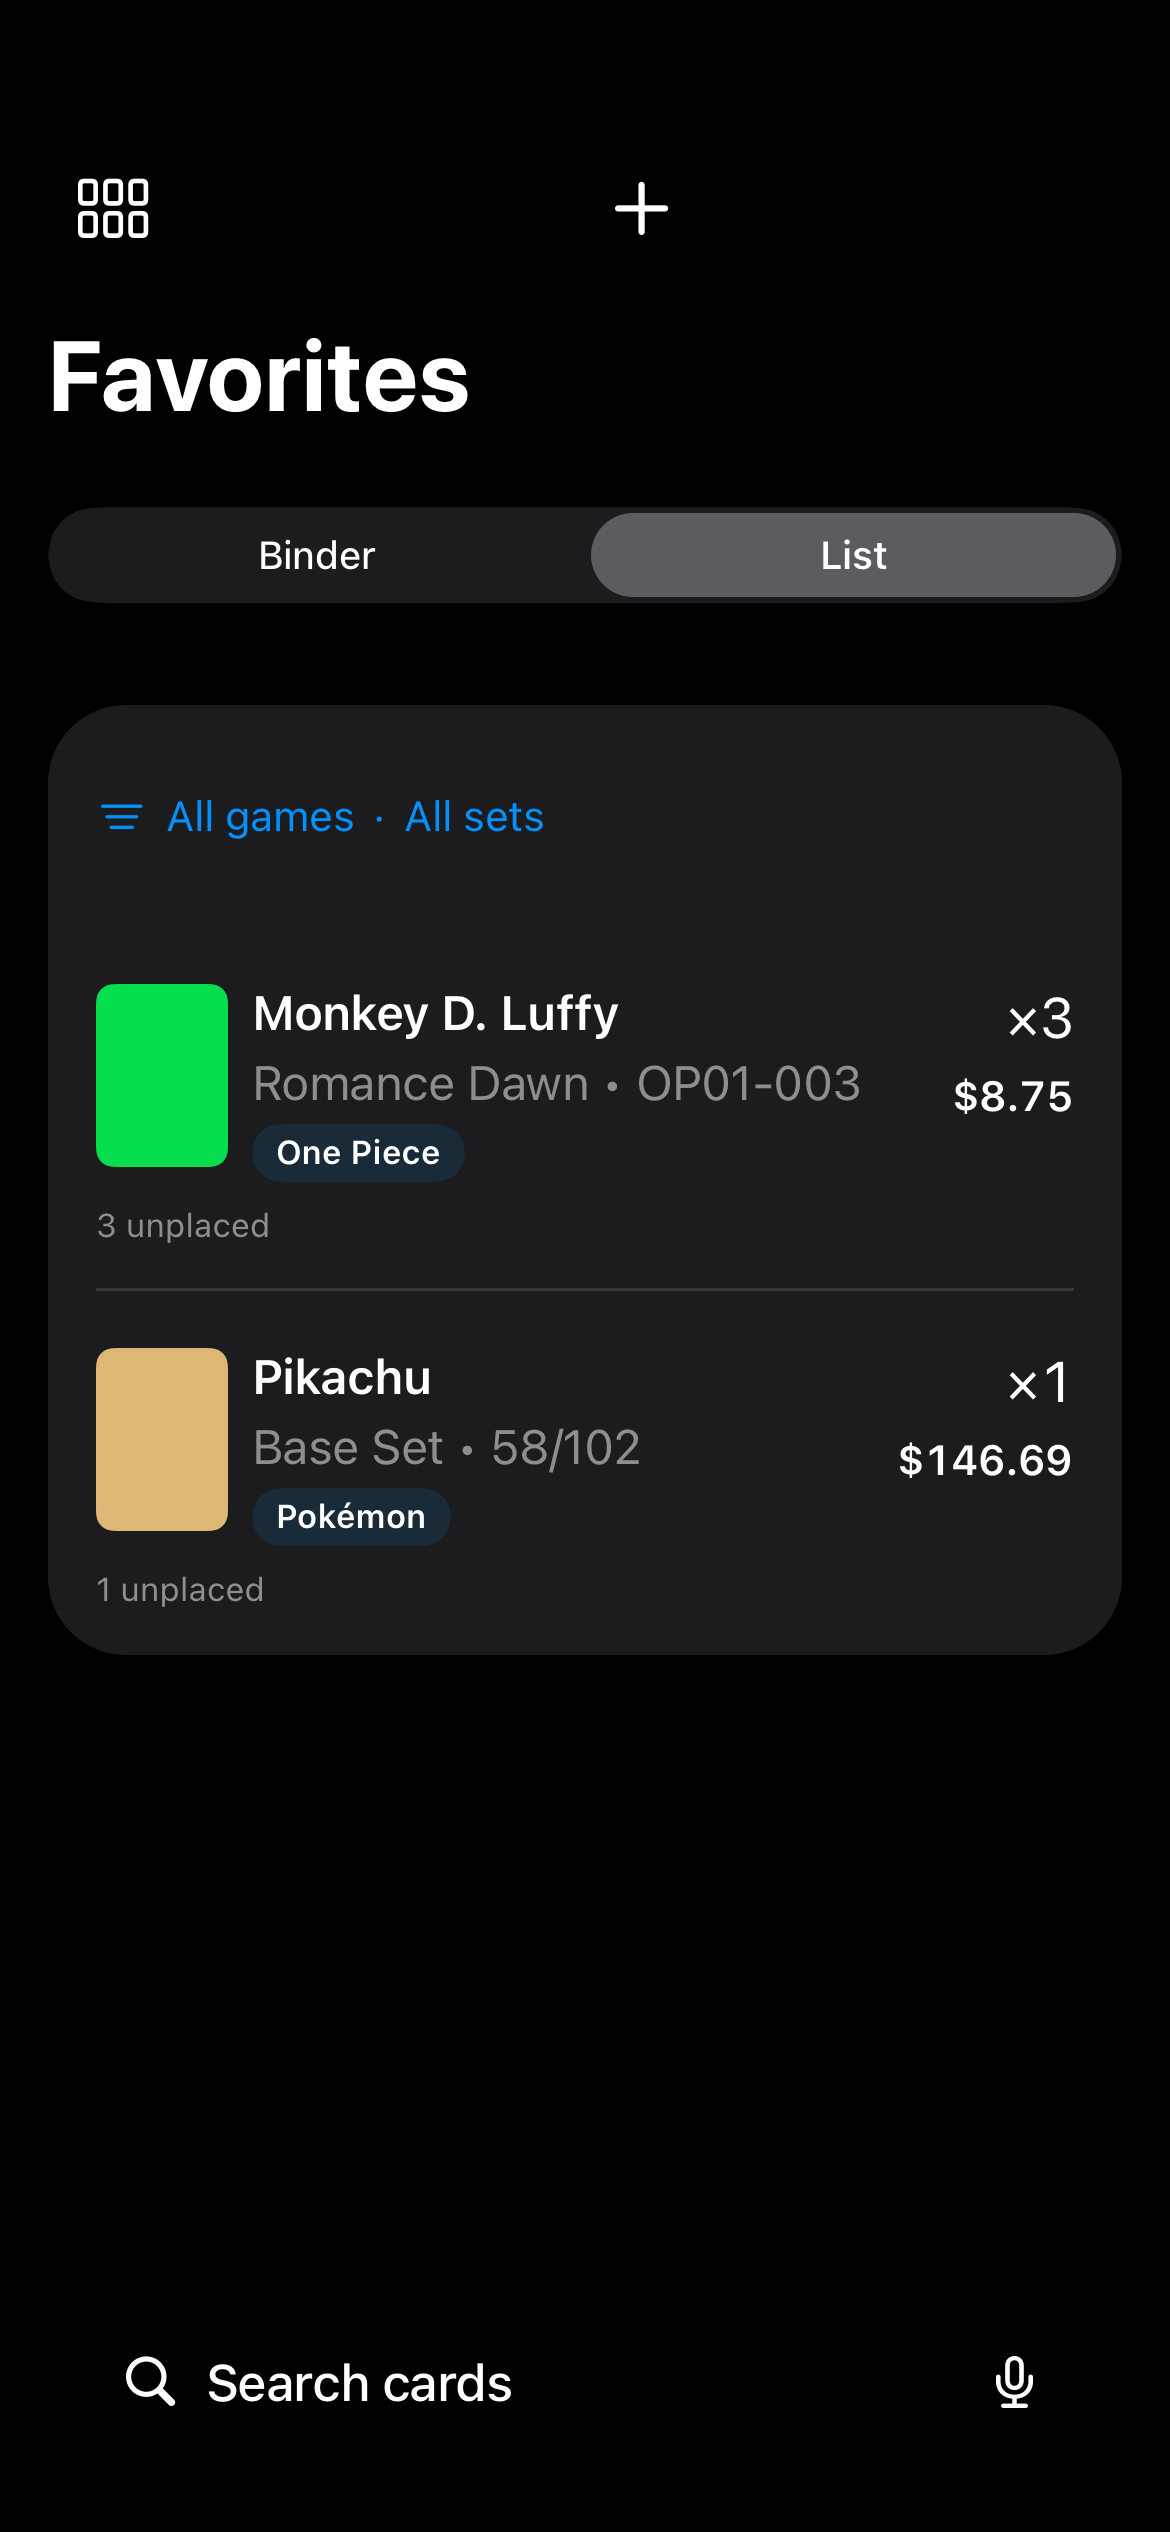 Favorites
Binder
List
All games · All sets
Monkey D. Luffy
×3
Romance Dawn • OP01-003
$8.75
One Piece
3 unplaced
Pikachu
×1
Base Set • 58/102
$146.69
Pokémon
1 unplaced
Search cards